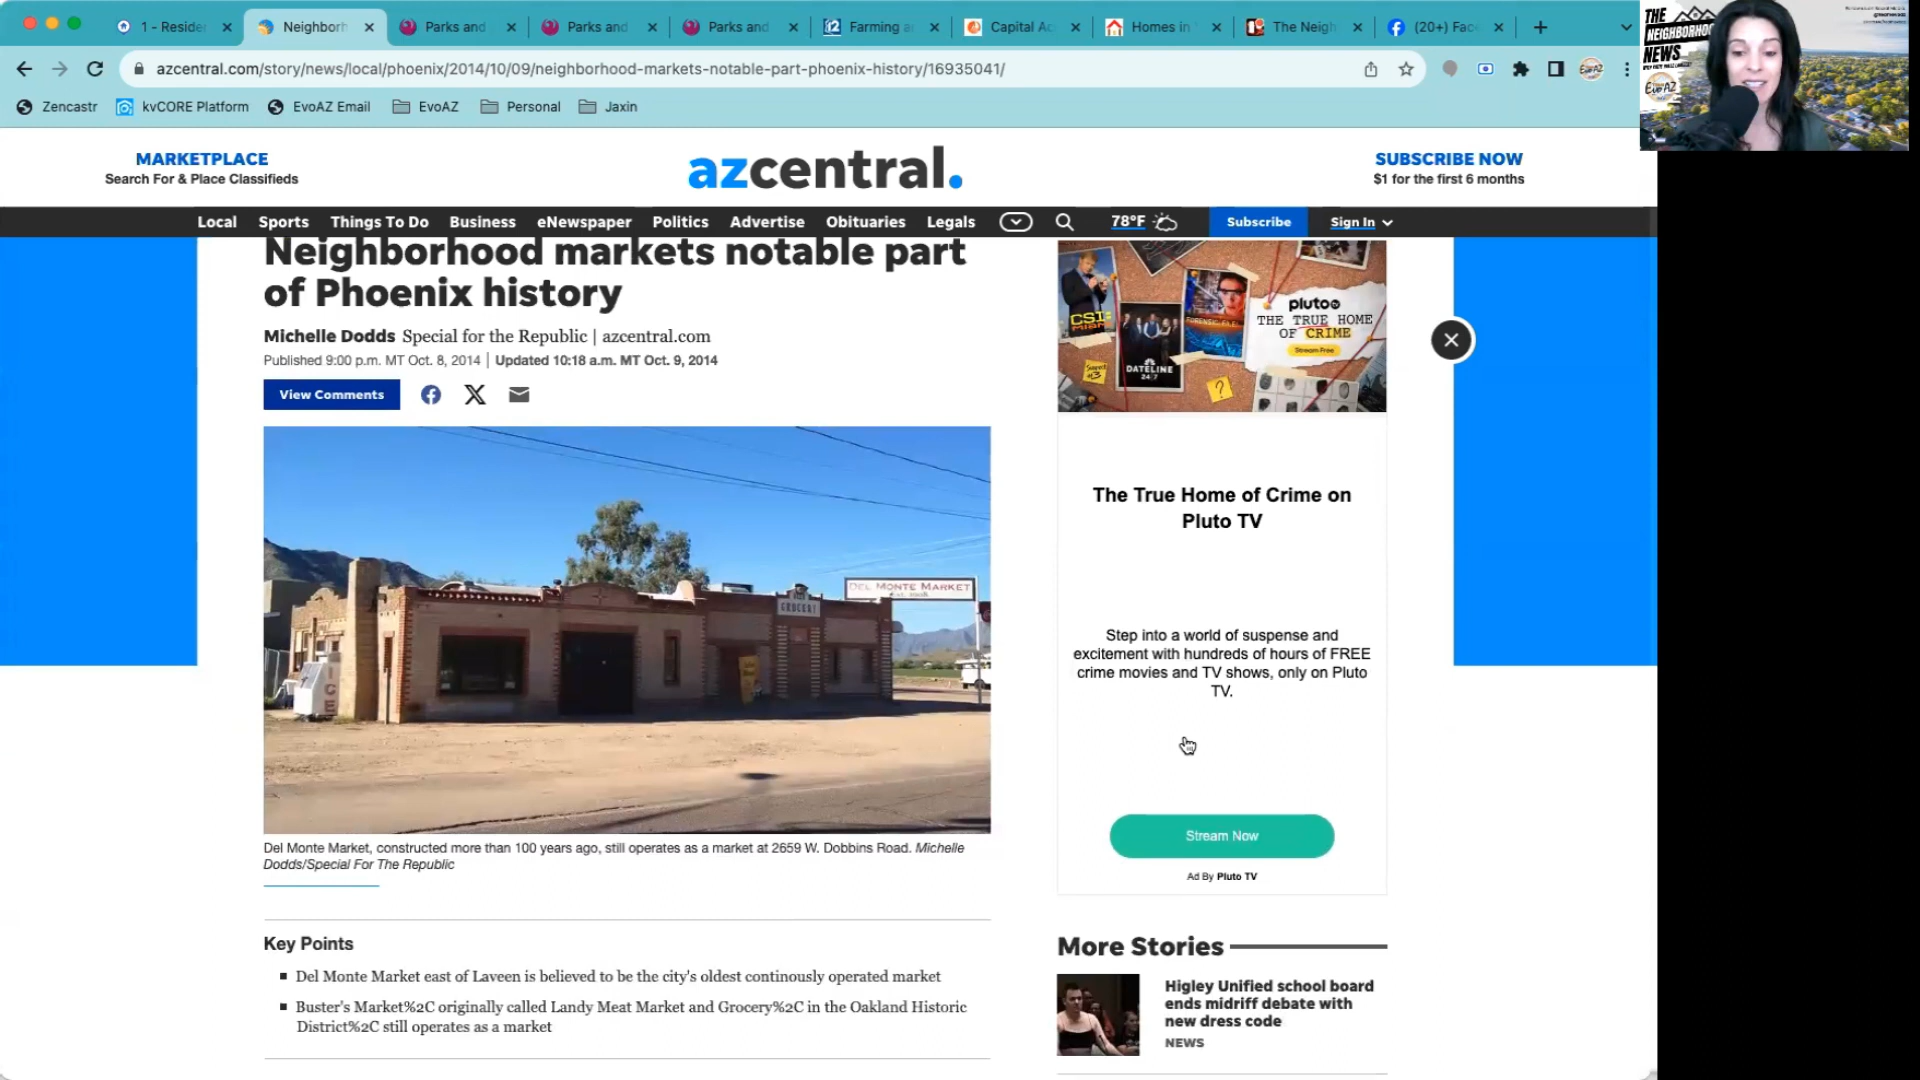 1 - Reside
Neighborh
Parks and
Parks and
Parks and
Farming a
Capital Ac
Homes in
The Neigh
(20+) Fac
azcentral.com/story/news/local/phoenix/2014/10/09/neighborhood-markets-notable-part-phoenix-history/16935041/
Zencastr
kvCORE Platform
EvoAZ Email
EvoAZ
Personal
Jaxin
THE
NEIGHBORHOOD
NEWS
EvoAZ
MARKETPLACE
Search For & Place Classifieds
azcentral.
SUBSCRIBE NOW
$1 for the first 6 months
Local Sports Things To Do Business eNewspaper Politics Advertise Obituaries Legals 78°F Subscribe Sign In
Neighborhood markets notable part
of Phoenix history
Michelle Dodds Special for the Republic | azcentral.com
Published 9:00 p.m. MT Oct. 8, 2014 | Updated 10:18 a.m. MT Oct. 9, 2014
View Comments
DEL MONTE MARKET
GROCERY
ICE
Del Monte Market, constructed more than 100 years ago, still operates as a market at 2659 W. Dobbins Road. Michelle
Dodds/Special For The Republic
Key Points
Del Monte Market east of Laveen is believed to be the city's oldest continously operated market
Buster's Market%2C originally called Landy Meat Market and Grocery%2C in the Oakland Historic
District%2C still operates as a market
CSI:
MIAMI
FORENSIC FILES
DATELINE
24/7
pluto tv
THE TRUE HOME
OF CRIME
Stream Free
?
The True Home of Crime on
Pluto TV
Step into a world of suspense and
excitement with hundreds of hours of FREE
crime movies and TV shows, only on Pluto
TV.
Stream Now
Ad By Pluto TV
More Stories
Higley Unified school board
ends midriff debate with
new dress code
NEWS